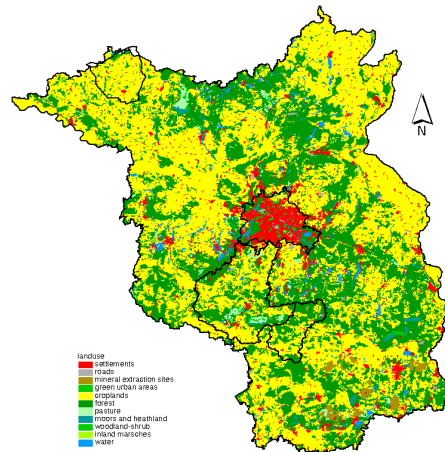 N
landuse
settlements
roads
mineral extraction sites
green urban areas
croplands
forest
pasture
moors and heathland
woodland-shrub
inland marsches
water